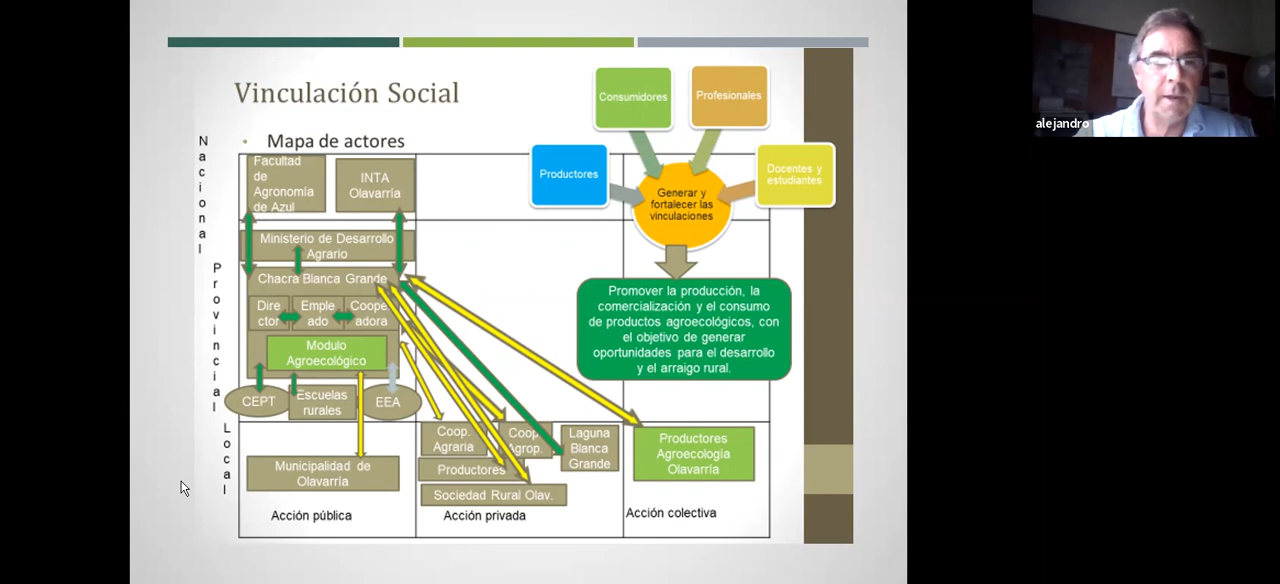 Vinculación Social
Consumidores
Profesionales
alejandro
• Mapa de actores
Nacional
Facultad
de
Agronomía
de Azul
INTA
Olavarría
Productores
Docentes y
estudiantes
Generar y
fortalecer las
vinculaciones
Ministerio de Desarrollo
Agrario
Provincial
Chacra Blanca Grande
Dire
ctor
Emple
ado
Coope
adora
Promover la producción, la
comercialización y el consumo
de productos agroecológicos, con
el objetivo de generar
oportunidades para el desarrollo
y el arraigo rural.
Modulo
Agroecológico
CEPT
Escuelas
rurales
EEA
Local
Coop.
Agraria
Coop
Agrop.
Laguna
Blanca
Grande
Productores
Agroecología
Olavarría
Municipalidad de
Olavarría
Productores
Sociedad Rural Olav.
Acción pública
Acción privada
Acción colectiva